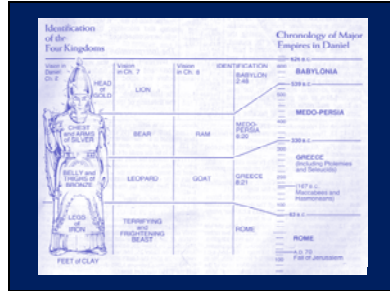 Identification
of the
Four Kingdoms
Chronology of Major
Empires in Daniel
Vision in
Daniel
Ch. 2
Vision
in Ch. 7
Vision
in Ch. 8
IDENTIFICATION
HEAD
of
GOLD
LION
BABYLON
2:48
BABYLONIA
539 B.C.
CHEST
and ARMS
of SILVER
BEAR
RAM
MEDO-
PERSIA
8:20
MEDO-PERSIA
330 B.C.
BELLY and
THIGHS of
BRONZE
LEOPARD
GOAT
GREECE
8:21
GREECE
(including Ptolemies
and Seleucids)
(167 B.C.
Maccabees and
Hasmoneans)
63 B.C.
LEGS
of
IRON
TERRIFYING
and
FRIGHTENING
BEAST
ROME
ROME
A.D. 70
Fall of Jerusalem
FEET of CLAY